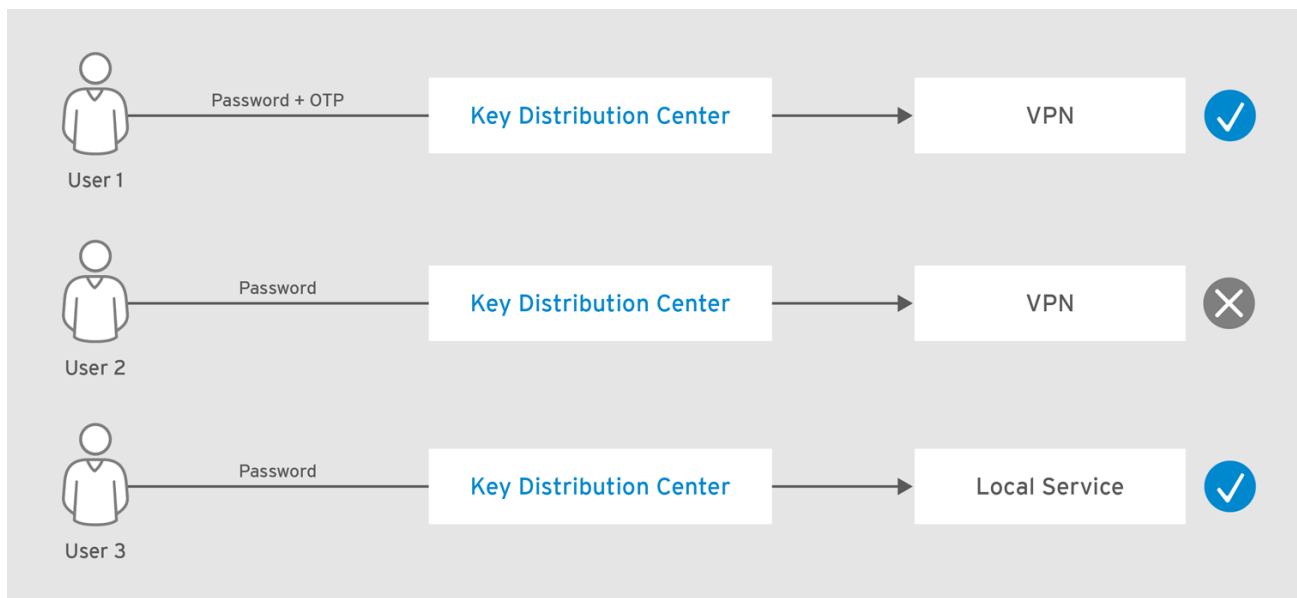 Password + OTP
Key Distribution Center
VPN
User 1
Password
Key Distribution Center
VPN
User 2
Password
Key Distribution Center
Local Service
User 3